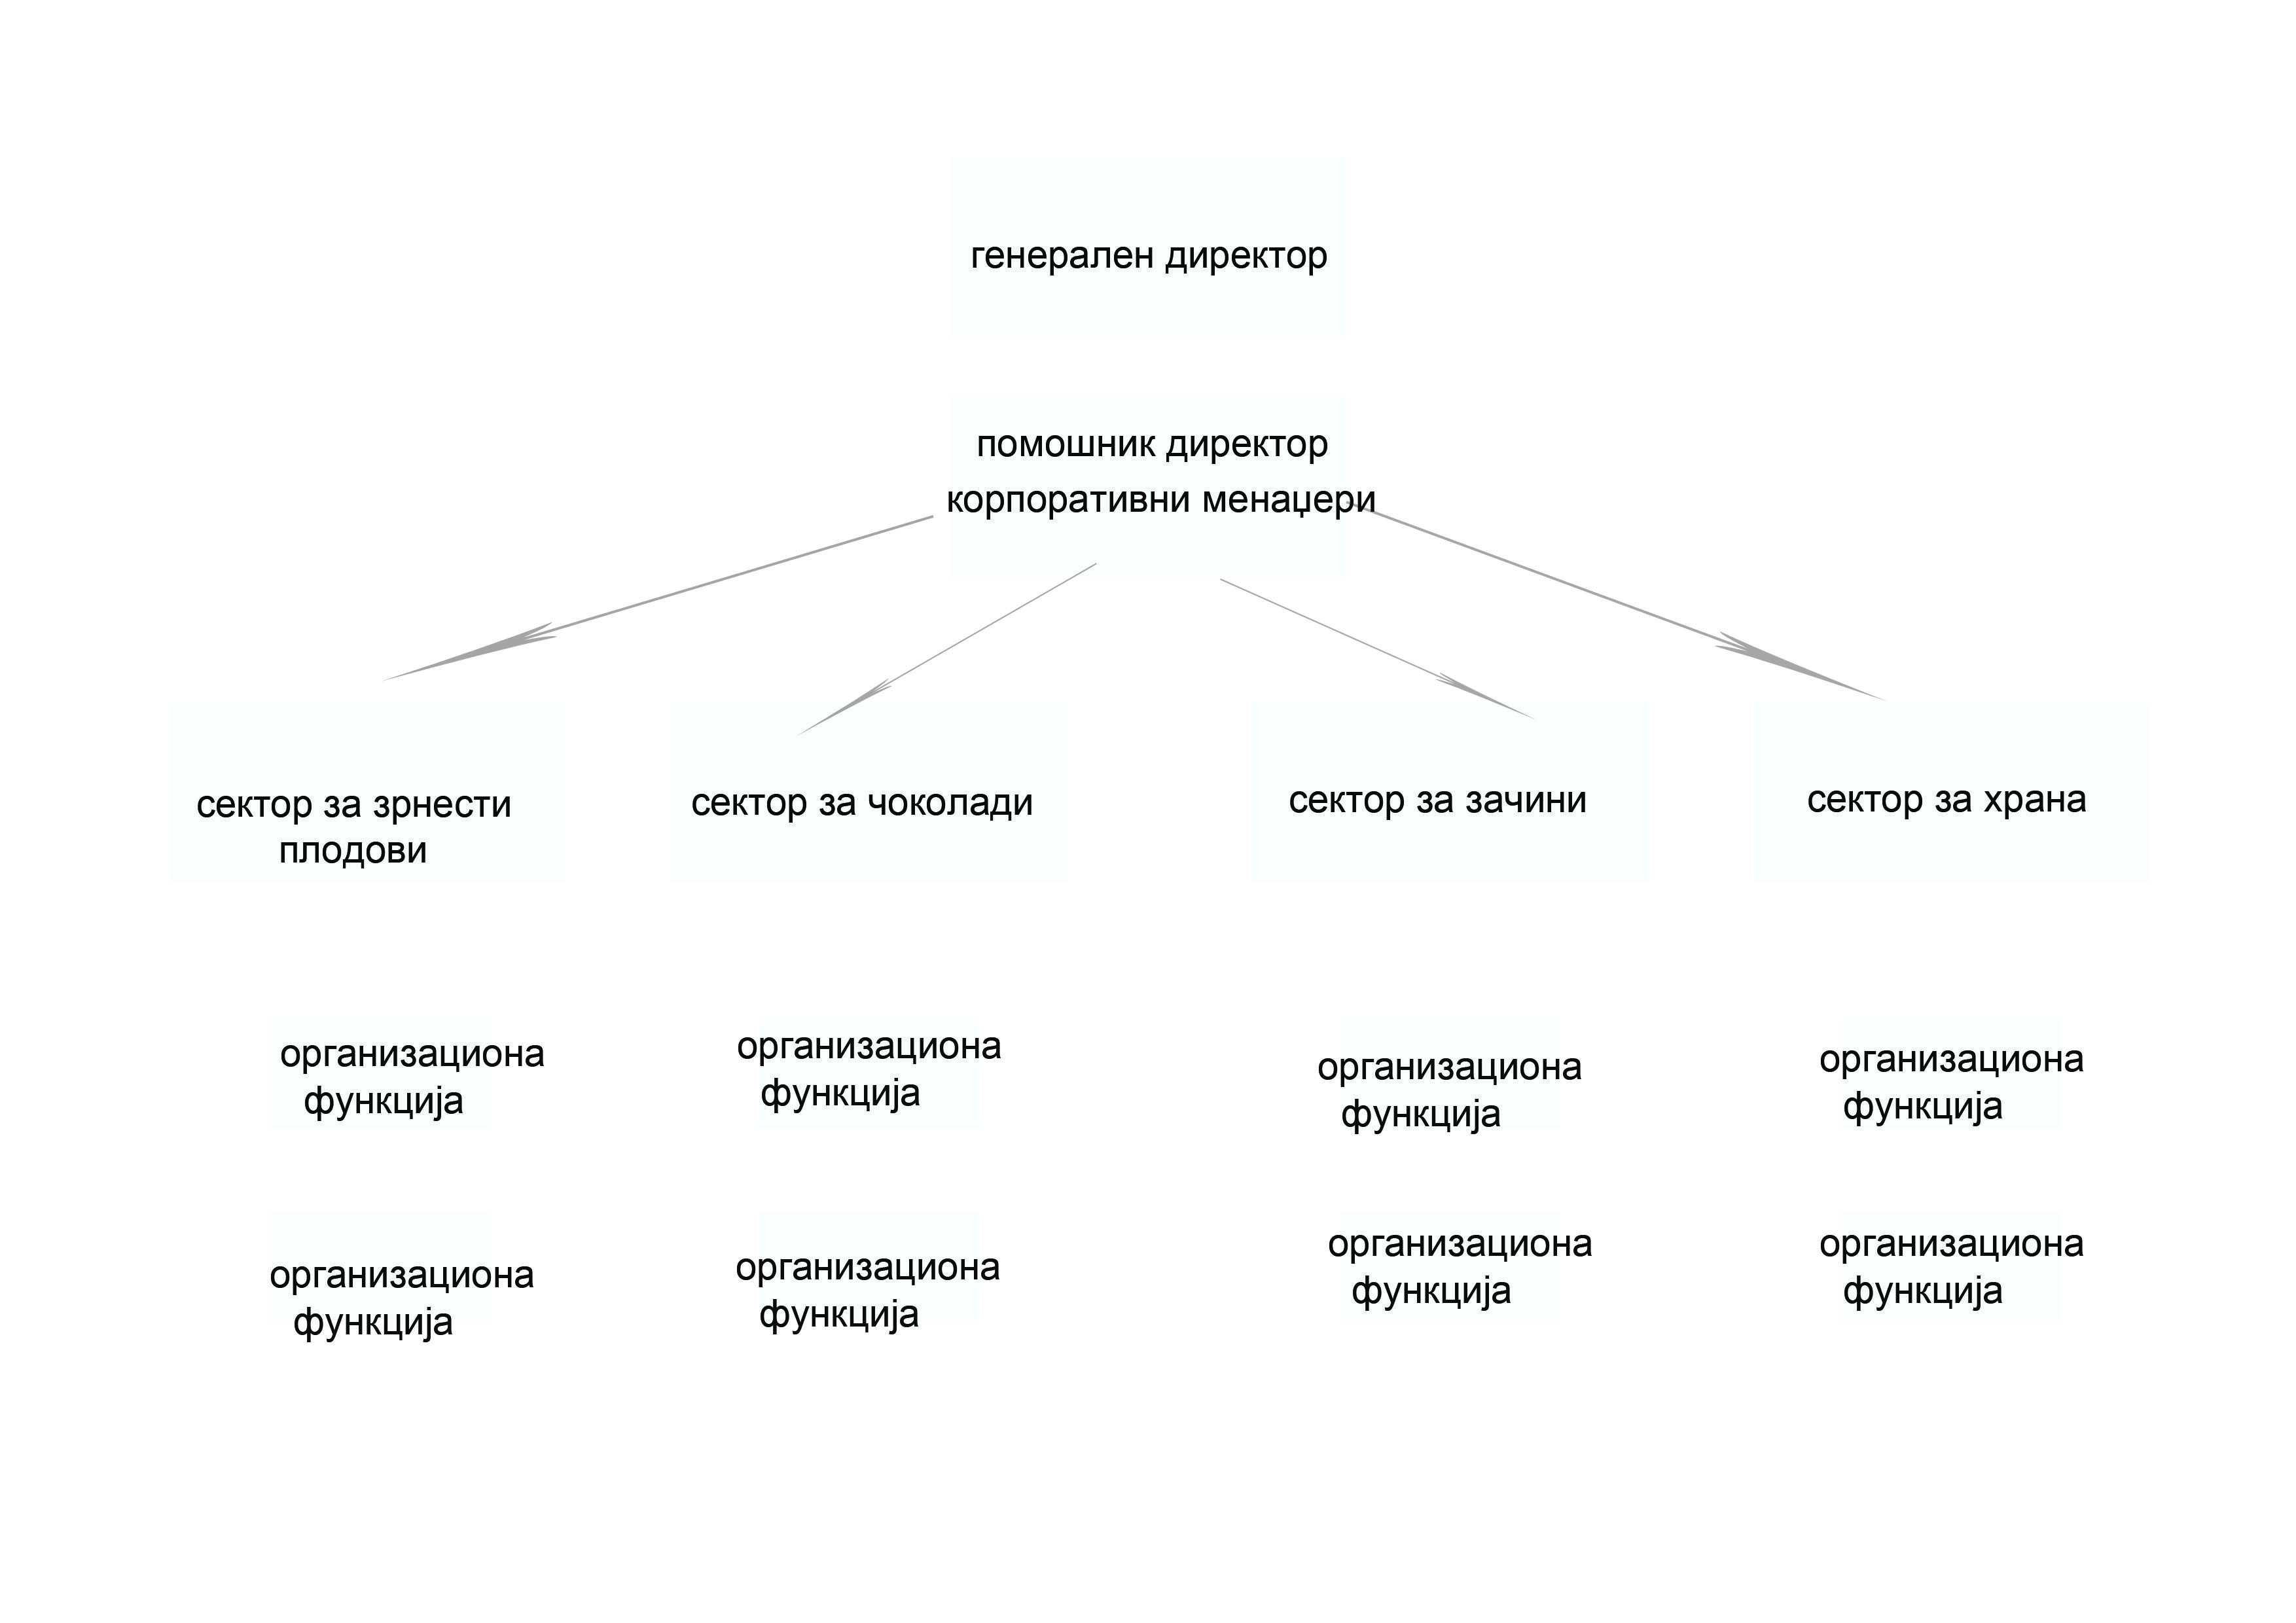 генерален директор
помошник директор
корпоративни менаџери
сектор за зрнести
плодови
сектор за чоколади
сектор за зачини
сектор за храна
организациона
функција
организациона
функција
организациона
функција
организациона
функција
организациона
функција
организациона
функција
организациона
функција
организациона
функција